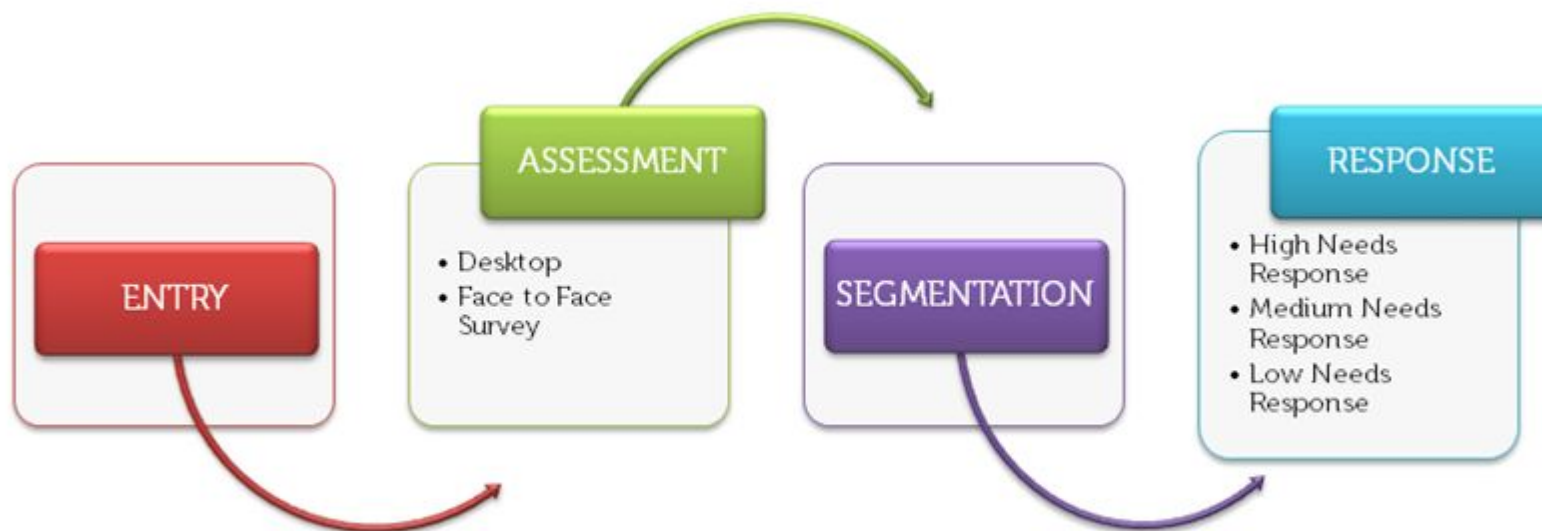 ENTRY
ASSESSMENT
• Desktop
• Face to Face
Survey
SEGMENTATION
RESPONSE
• High Needs
Response
• Medium Needs
Response
• Low Needs
Response